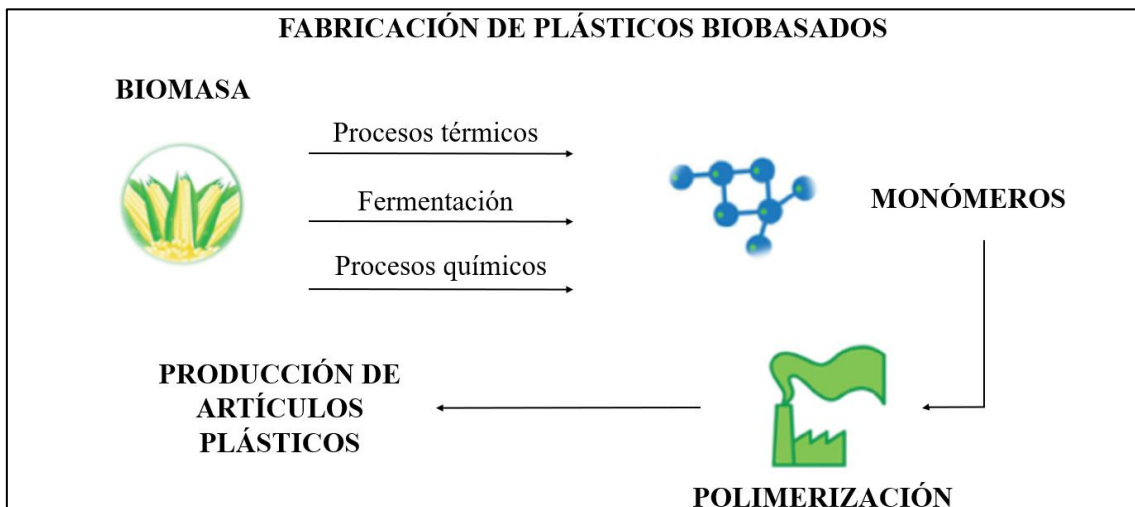 FABRICACIÓN DE PLÁSTICOS BIOBASADOS
BIOMASA
Procesos térmicos
Fermentación
Procesos químicos
MONÓMEROS
PRODUCCIÓN DE
ARTÍCULOS
PLÁSTICOS
POLIMERIZACIÓN